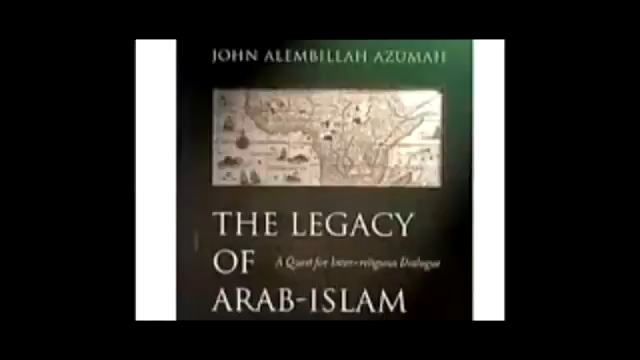 JOHN ALEMBILLAH AZUMAH
THE LEGACY
OF A Quest for Inter-religious Dialogue
ARAB-ISLAM